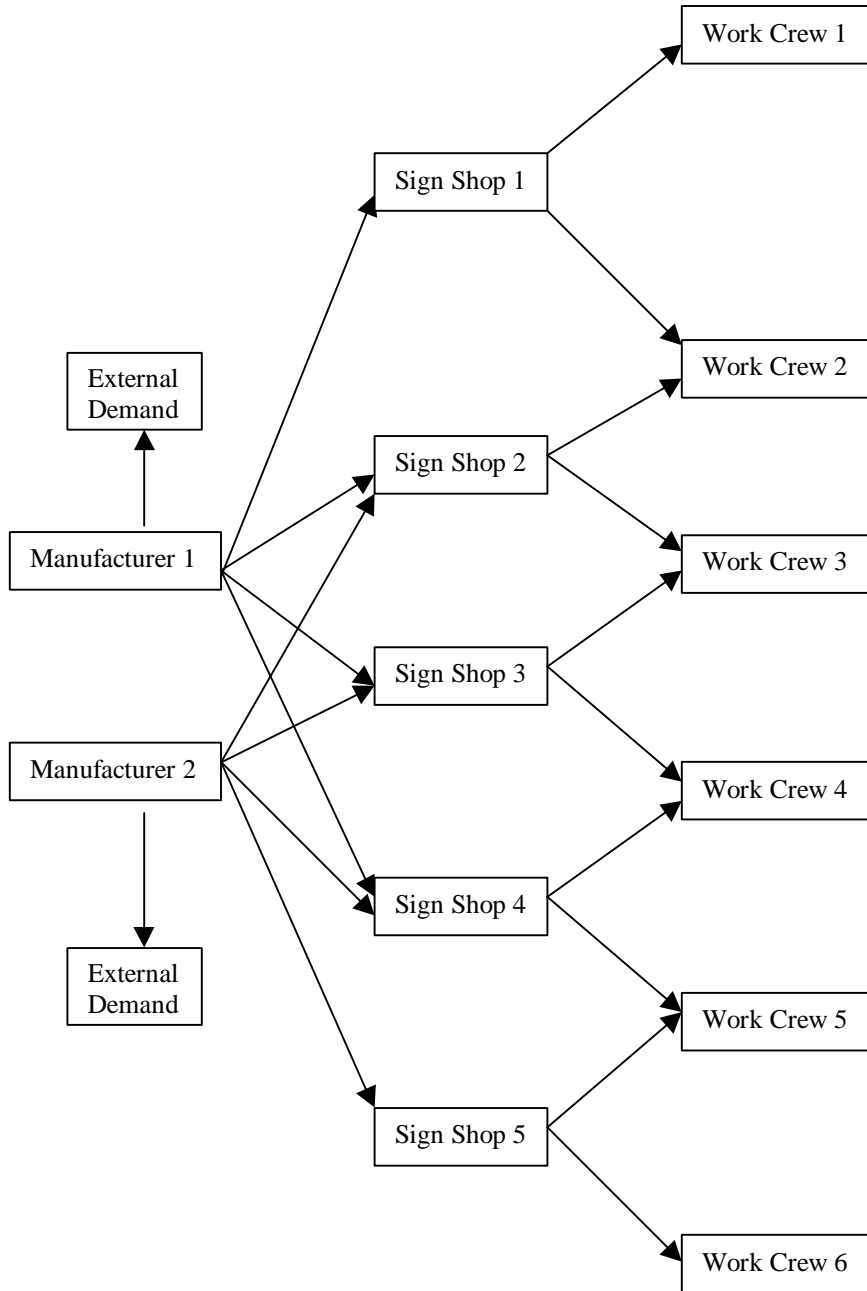 Work Crew 1
Sign Shop 1
Work Crew 2
External
Demand
Sign Shop 2
Manufacturer 1
Work Crew 3
Sign Shop 3
Manufacturer 2
Work Crew 4
Sign Shop 4
External
Demand
Work Crew 5
Sign Shop 5
Work Crew 6